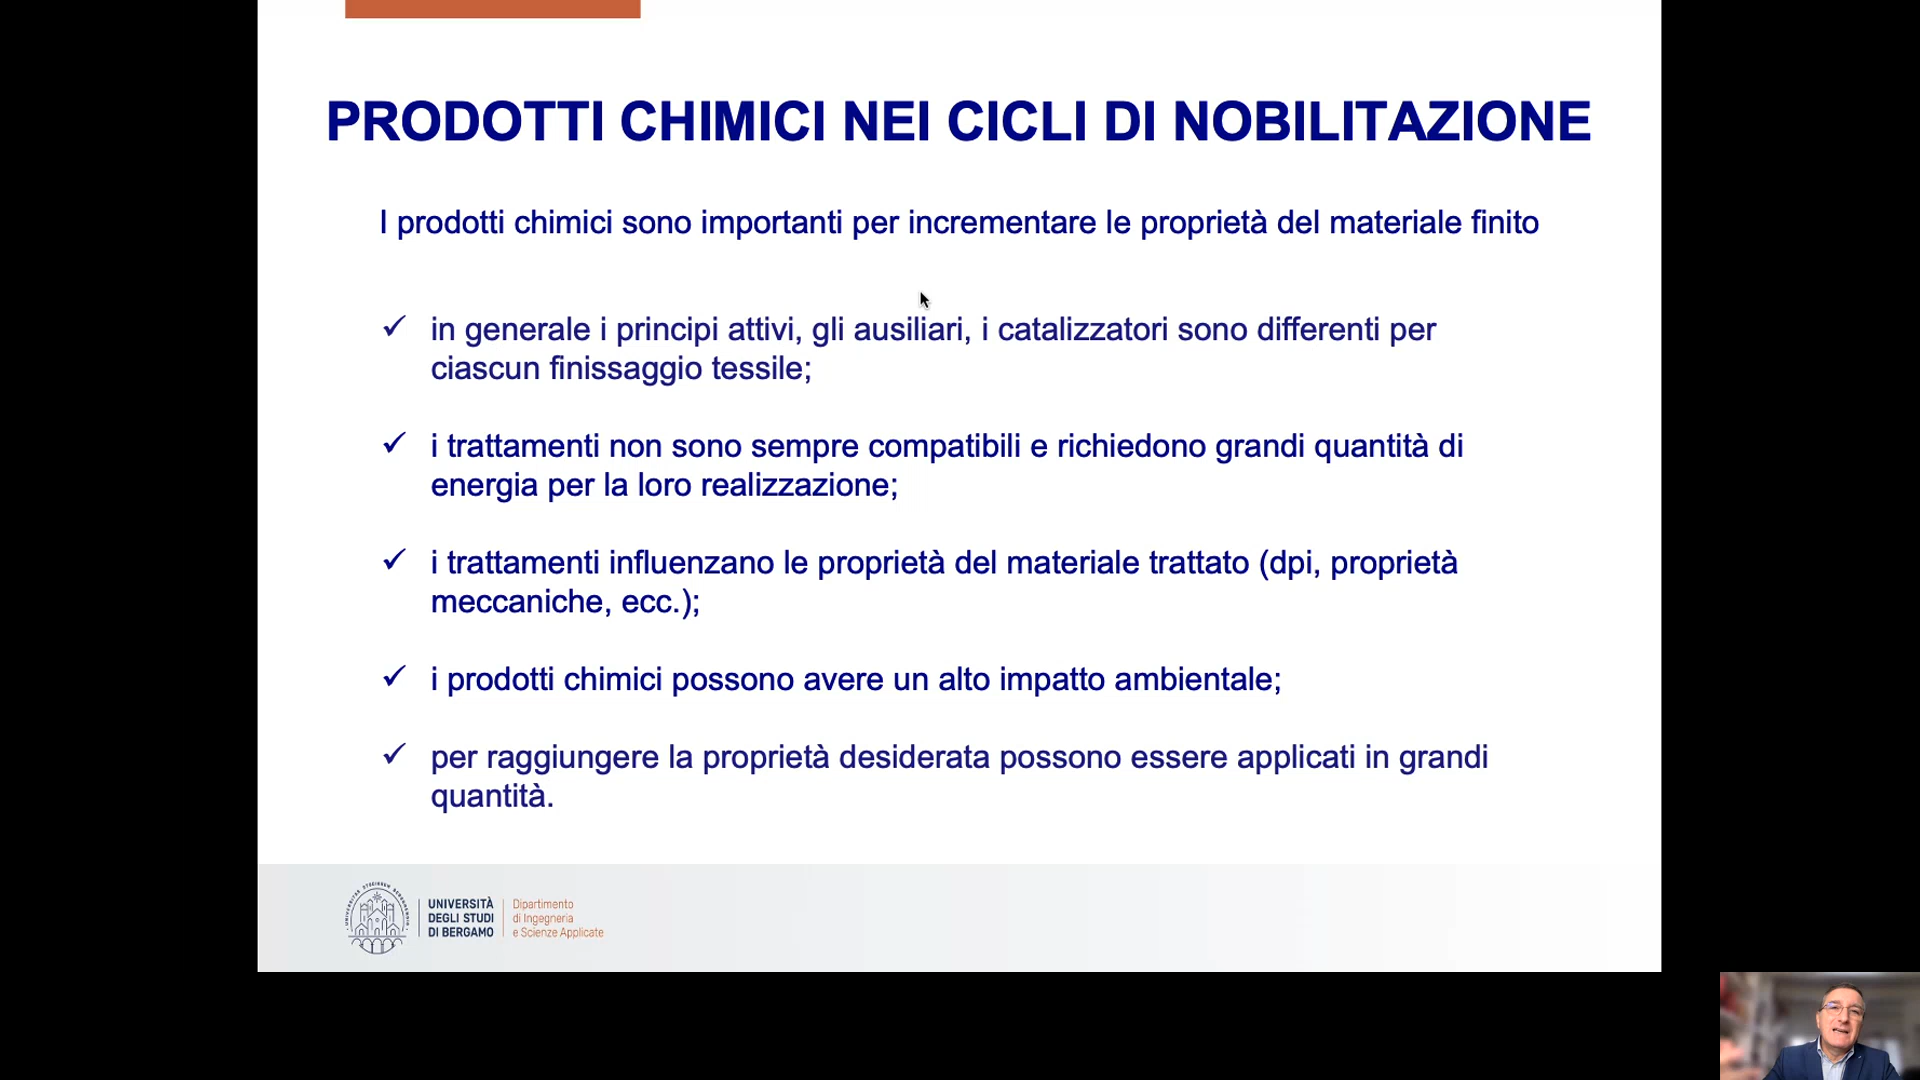 PRODOTTI CHIMICI NEI CICLI DI NOBILITAZIONE
I prodotti chimici sono importanti per incrementare le proprietà del materiale finito
✓ in generale i principi attivi, gli ausiliari, i catalizzatori sono differenti per
ciascun finissaggio tessile;
✓ i trattamenti non sono sempre compatibili e richiedono grandi quantità di
energia per la loro realizzazione;
✓ i trattamenti influenzano le proprietà del materiale trattato (dpi, proprietà
meccaniche, ecc.);
✓ i prodotti chimici possono avere un alto impatto ambientale;
✓ per raggiungere la proprietà desiderata possono essere applicati in grandi
quantità.
UNIVERSITÀ
DEGLI STUDI
DI BERGAMO
Dipartimento
di Ingegneria
e Scienze Applicate